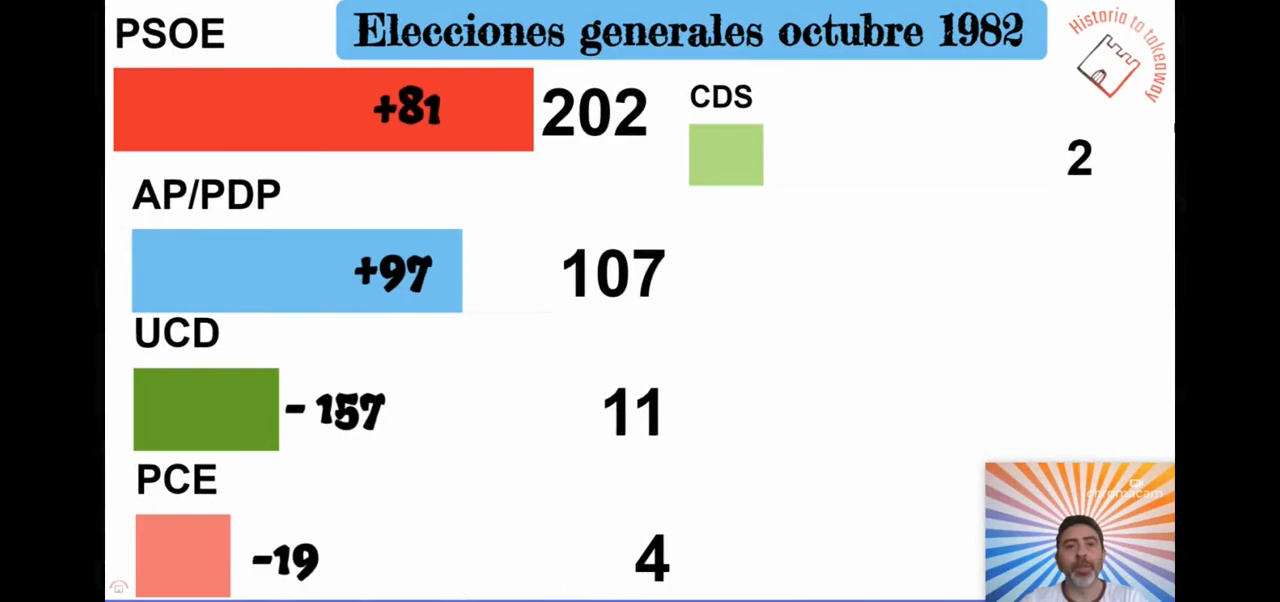 PSOE
Elecciones generales octubre 1982
Historia to takeaway
+81
202
CDS
2
AP/PDP
+97
107
UCD
- 157
11
PCE
-19
4
chromacam